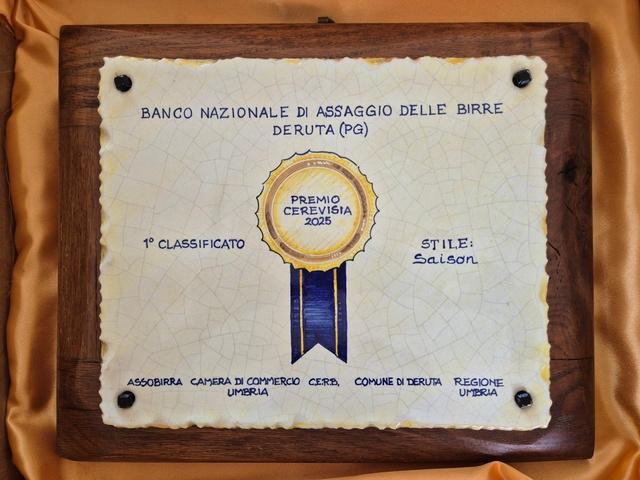 BANCO NAZIONALE DI ASSAGGIO DELLE BIRRE
DERUTA (PG)
PREMIO
CEREVISIA
2025
1° CLASSIFICATO
STILE:
Saison
ASSOBIRRA CAMERA DI COMMERCIO C.E.R.B. COMUNE DI DERUTA REGIONE
UMBRIA UMBRIA